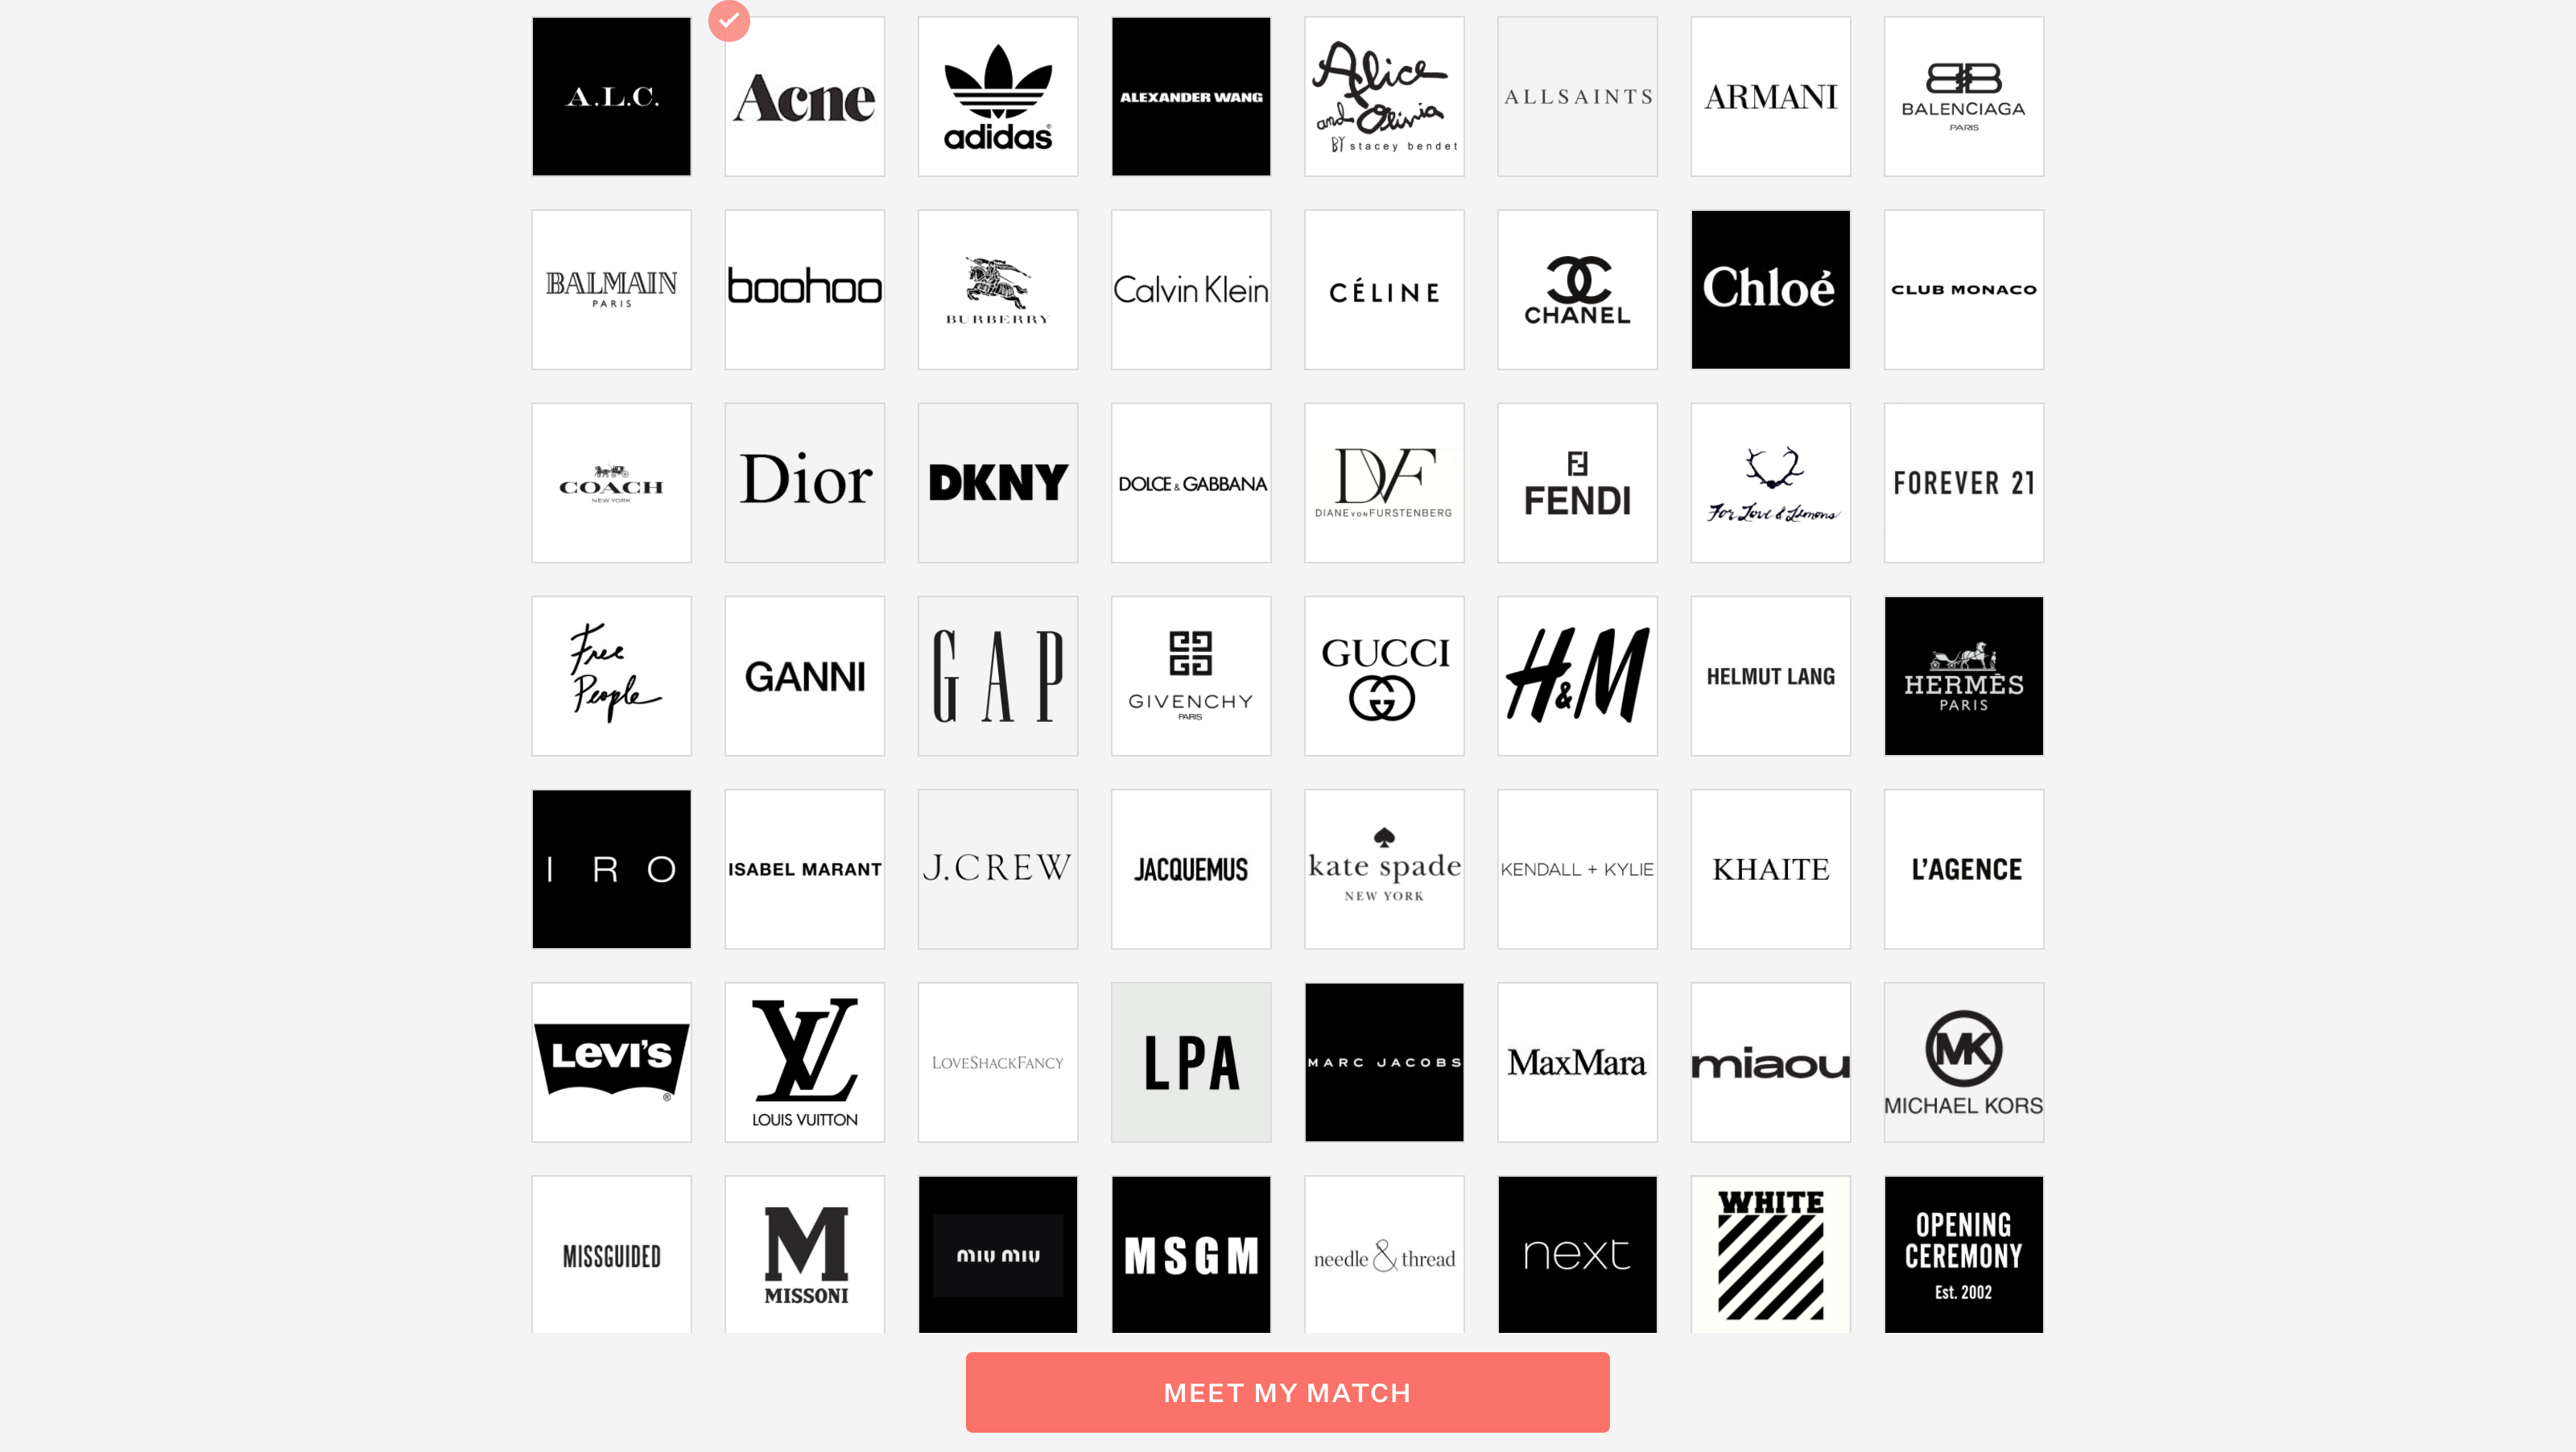 A.L.C.
Acne
adidas®
ALEXANDER WANG
Alice
and Olivia
BY stacey bendet
ALLSAINTS
ARMANI
BALENCIAGA
PARIS
BALMAIN
PARIS
boohoo
BURBERRY
Calvin Klein
CÉLINE
CHANEL
Chloé
CLUB MONACO
COACH
NEW YORK
Dior
DKNY
DOLCE & GABBANA
DVF
DIANE VON FURSTENBERG
FENDI
For Love & Lemons
FOREVER 21
Free
People
GANNI
GAP
GIVENCHY
PARIS
GUCCI
H&M
HELMUT LANG
HERMÈS
PARIS
IRO
ISABEL MARANT
J.CREW
JACQUEMUS
kate spade
NEW YORK
KENDALL + KYLIE
KHAITE
L'AGENCE
LEVI'S
®
LV
LOUIS VUITTON
LOVESHACKFANCY
LPA
MARC JACOBS
MaxMara
miaou
MK
MICHAEL KORS
MISSGUIDED
M
MISSONI
miu miu
MSGM
needle & thread
next
WHITE
OPENING
CEREMONY
Est. 2002
MEET MY MATCH